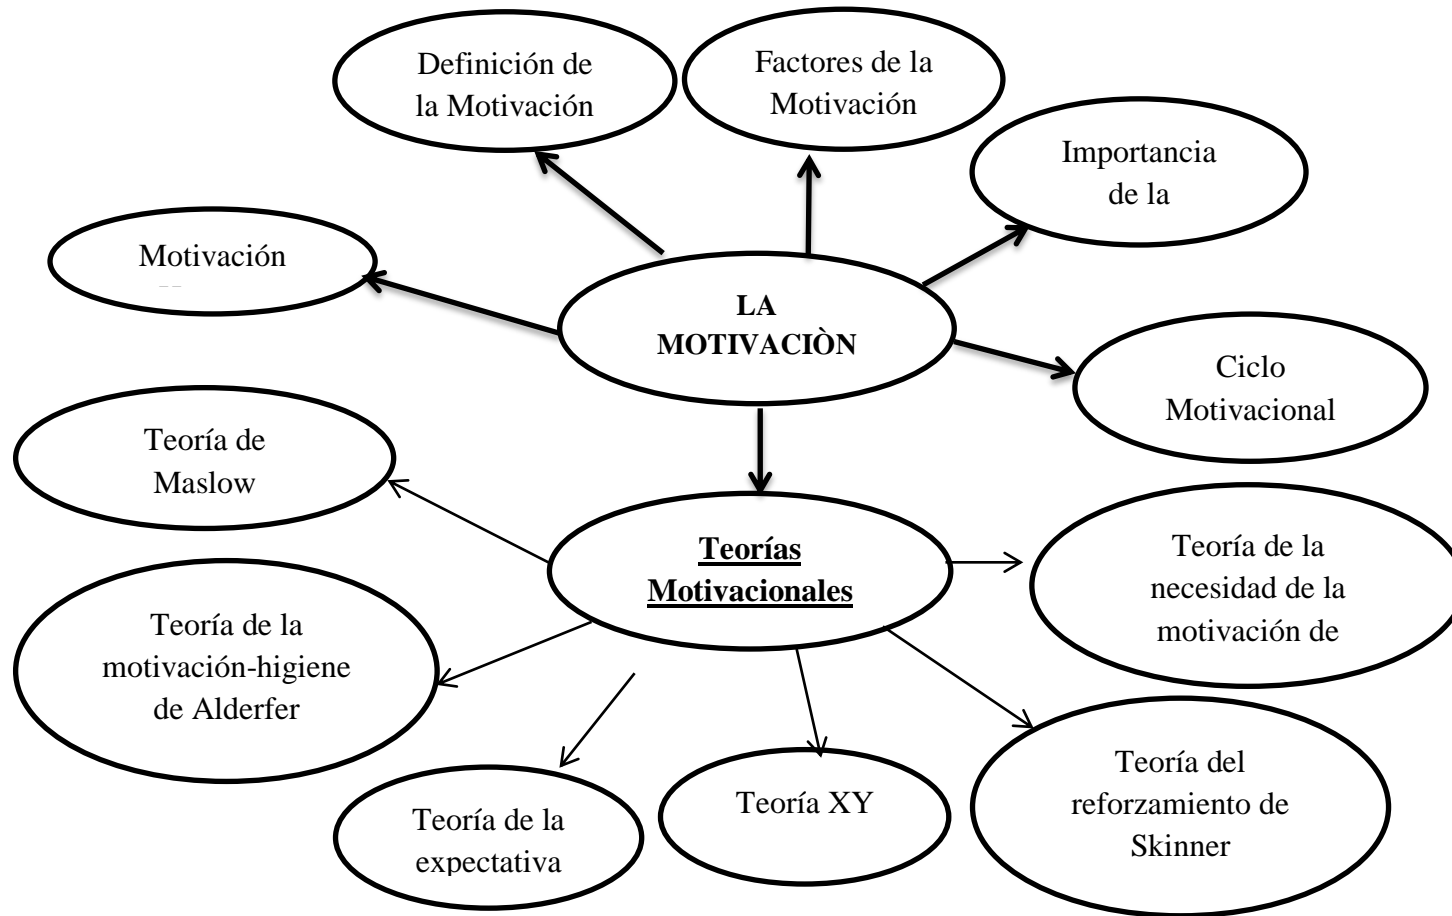 Definición de
la Motivación
Factores de la
Motivación
Importancia
de la
Motivación
LA
MOTIVACIÒN
Ciclo
Motivacional
Teoría de
Maslow
Teorías
Motivacionales
Teoría de la
necesidad de la
motivación de
Teoría de la
motivación-higiene
de Alderfer
Teoría de la
expectativa
Teoría XY
Teoría del
reforzamiento de
Skinner